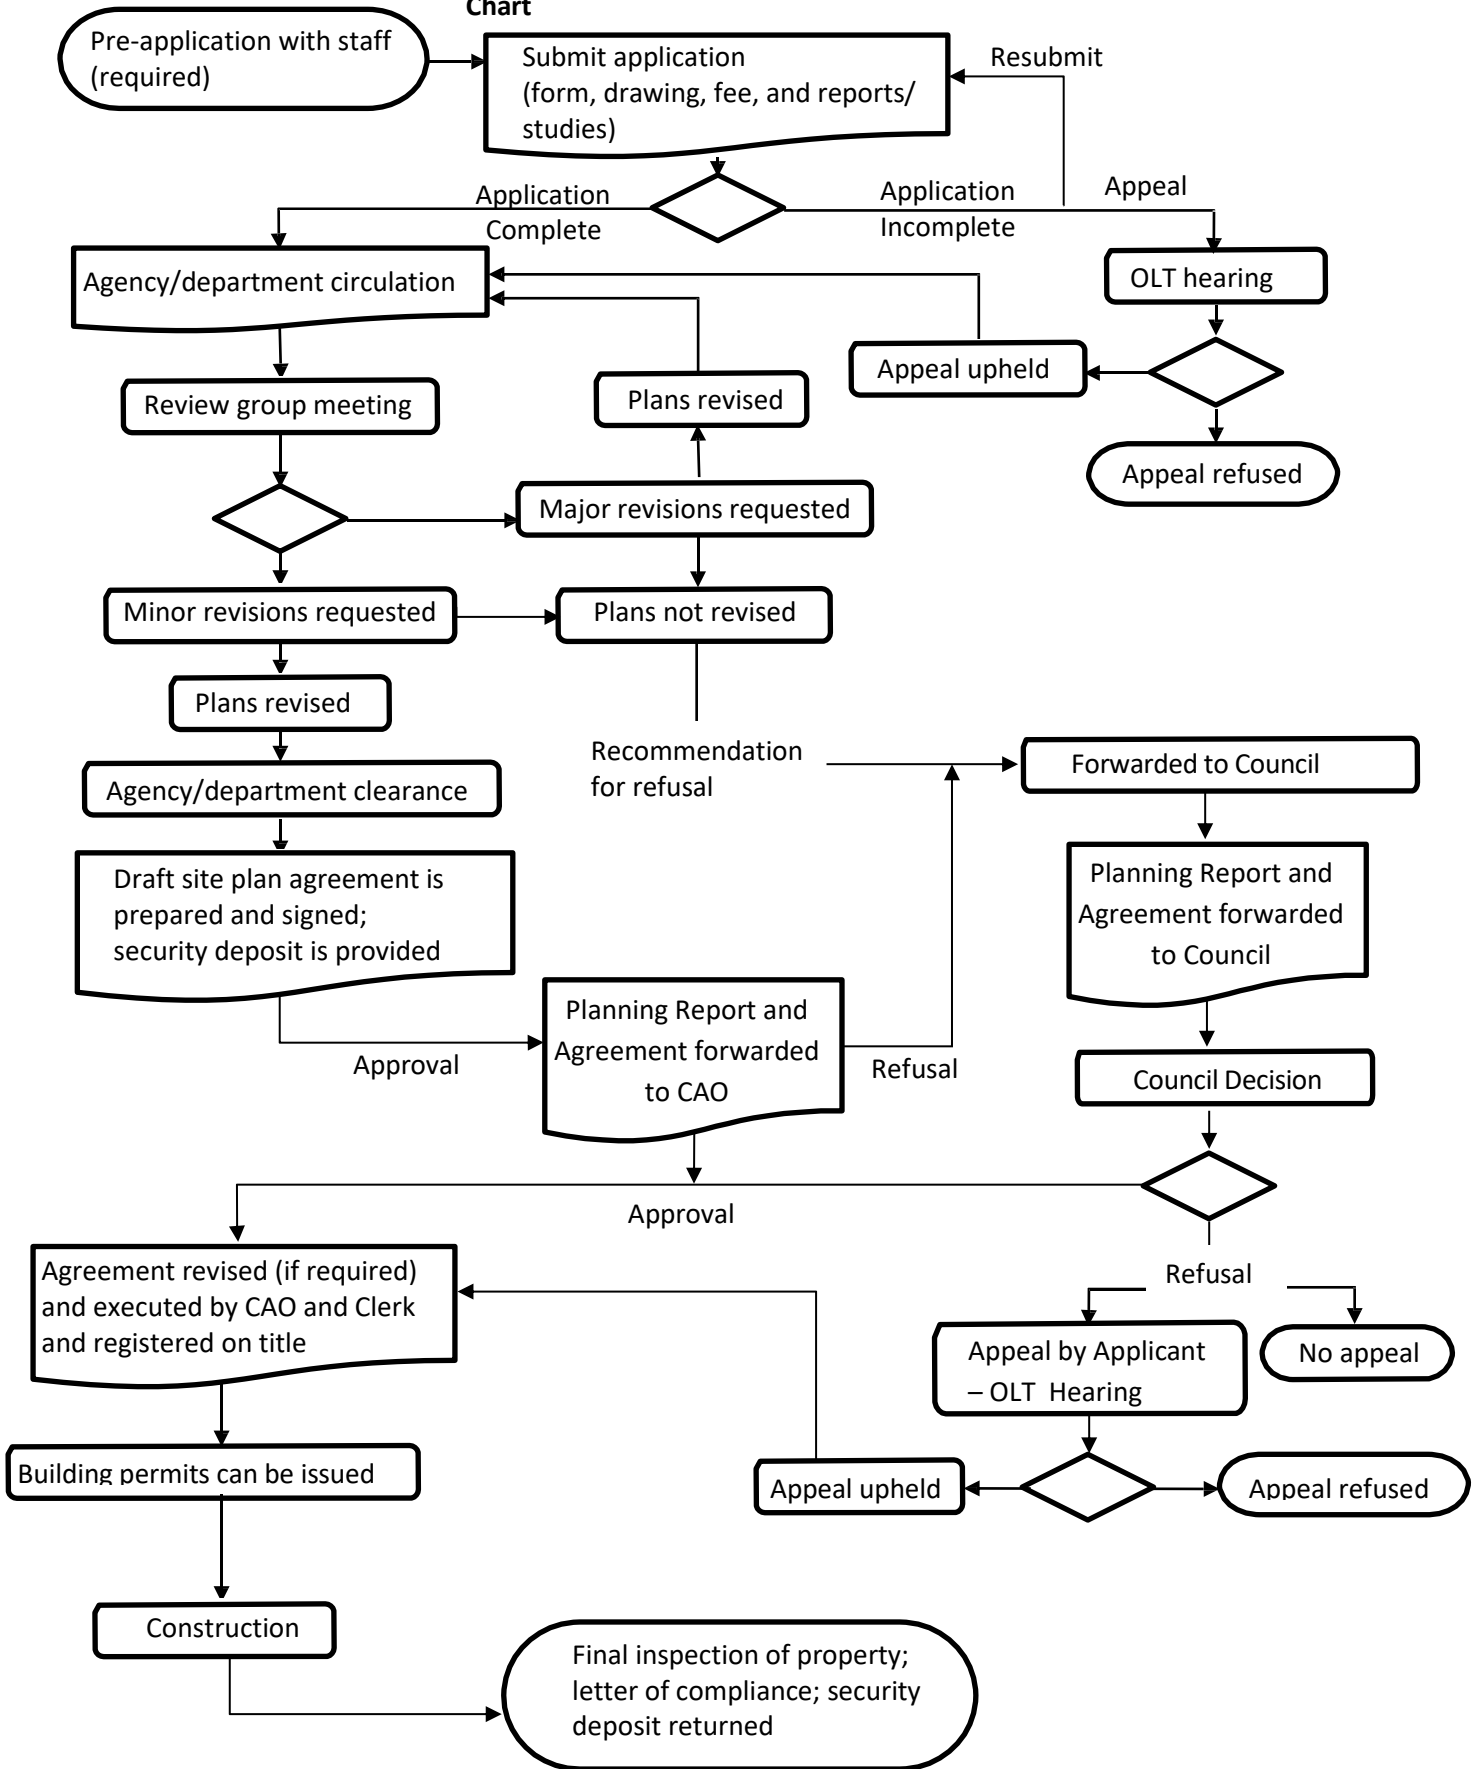 Chart
Pre-application with staff
(required)
Submit application
(form, drawing, fee, and reports/
studies)
Resubmit
Application
Complete
Application
Incomplete
Appeal
Agency/department circulation
OLT hearing
Appeal upheld
Review group meeting
Plans revised
Appeal refused
Major revisions requested
Minor revisions requested
Plans not revised
Plans revised
Recommendation
for refusal
Forwarded to Council
Agency/department clearance
Draft site plan agreement is
prepared and signed;
security deposit is provided
Planning Report and
Agreement forwarded
to Council
Approval
Planning Report and
Agreement forwarded
to CAO
Refusal
Council Decision
Approval
Refusal
Agreement revised (if required)
and executed by CAO and Clerk
and registered on title
Appeal by Applicant
– OLT Hearing
No appeal
Building permits can be issued
Appeal upheld
Appeal refused
Construction
Final inspection of property;
letter of compliance; security
deposit returned